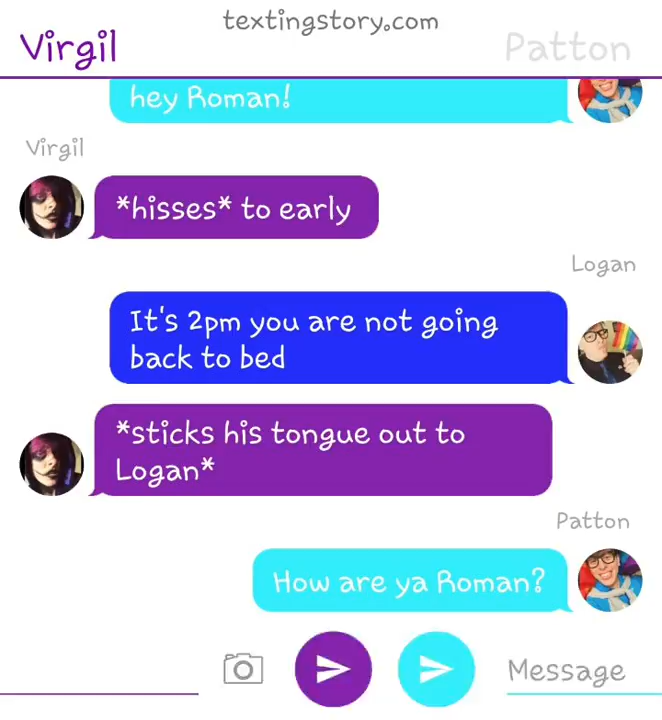 textingstory.com
Virgil
Patton
hey Roman!
Virgil
*hisses* to early
Logan
It's 2pm you are not going
back to bed
*sticks his tongue out to
Logan*
Patton
How are ya Roman?
Message